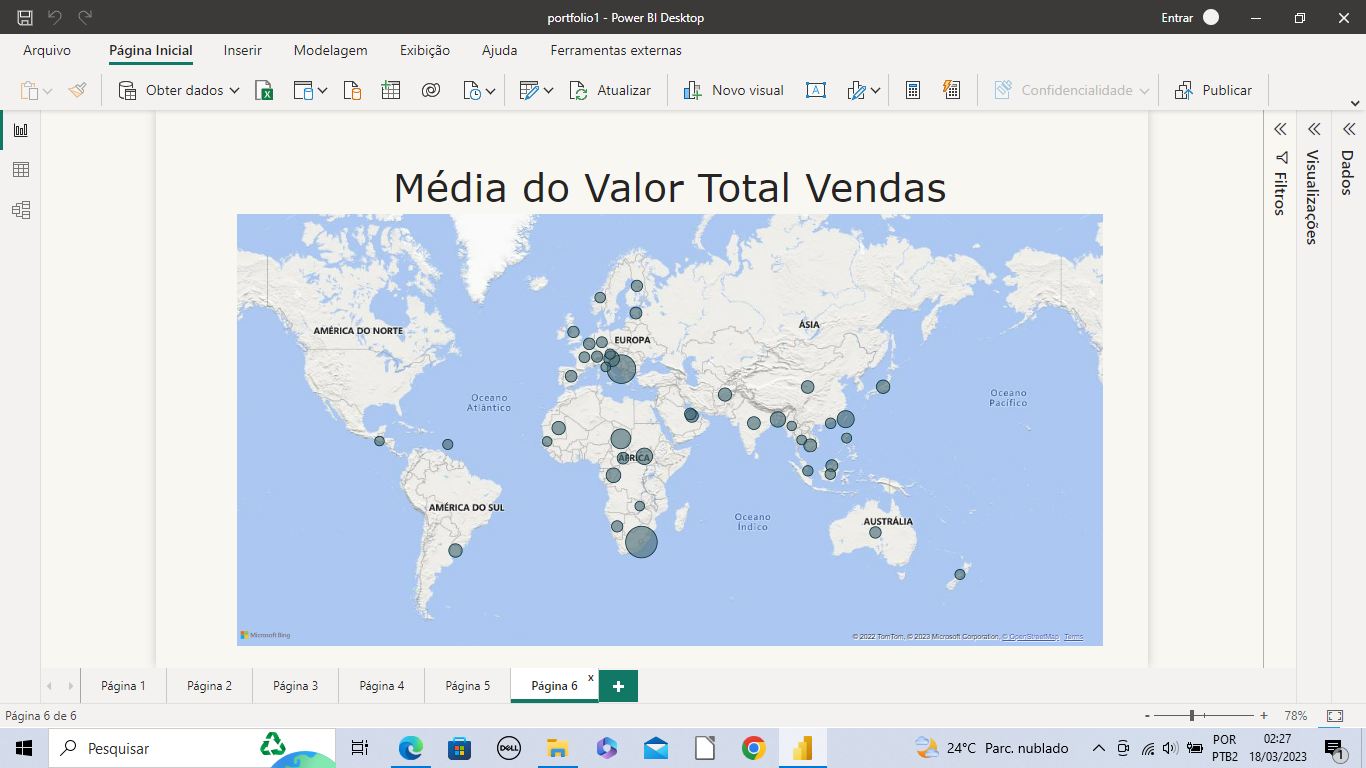 portfolio1 - Power BI Desktop
Entrar
Arquivo
Página Inicial
Inserir
Modelagem
Exibição
Ajuda
Ferramentas externas
Obter dados
Atualizar
A
Novo visual
Confidencialidade
Publicar
Média do Valor Total Vendas
AMÉRICA DO NORTE
EUROPA
ÁSIA
Oceano
Atlântico
Oceano
Pacífico
ÁFRICA
AMÉRICA DO SUL
Oceano
Índico
AUSTRÁLIA
Microsoft Bing
© 2022 TomTom, © 2023 Microsoft Corporation, © OpenStreetMap Terms
Filtros
Visualizações
Dados
Página 1
Página 2
Página 3
Página 4
Página 5
Página 6
x
+
Página 6 de 6
- + 78%
Pesquisar
DELL
24°C Parc. nublado
POR
PTB2
02:27
18/03/2023
1